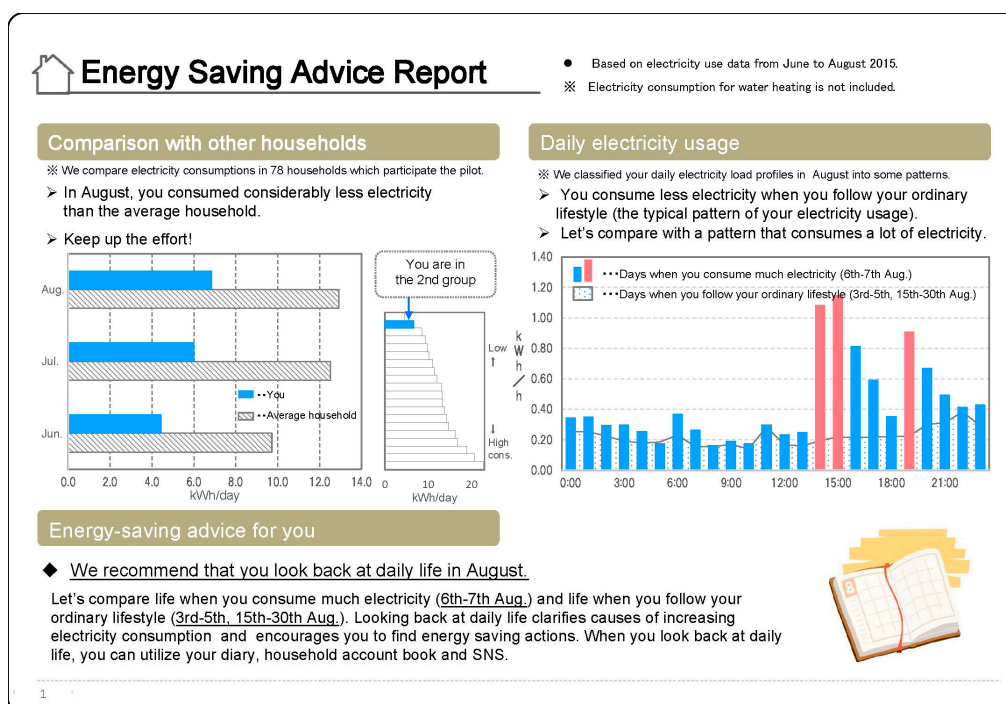 Energy Saving Advice Report
● Based on electricity use data from June to August 2015.
※ Electricity consumption for water heating is not included.
Comparison with other households
※ We compare electricity consumptions in 78 households which participate the pilot.
➢ In August, you consumed considerably less electricity
than the average household.
➢ Keep up the effort!
Aug.
Jul.
Jun.
‥You
‥Average household
0.0 2.0 4.0 6.0 8.0 10.0 12.0 14.0
kWh/day
You are in
the 2nd group
Low
↑
↓
High
cons.
0 10 20
kWh/day
Daily electricity usage
※ We classified your daily electricity load profiles in August into some patterns.
➢ You consume less electricity when you follow your ordinary
lifestyle (the typical pattern of your electricity usage).
➢ Let's compare with a pattern that consumes a lot of electricity.
kWh/h
1.40
1.20
1.00
0.80
0.60
0.40
0.20
0.00
⋯Days when you consume much electricity (6th-7th Aug.)
⋯Days when you follow your ordinary lifestyle (3rd-5th, 15th-30th Aug.)
0:00 3:00 6:00 9:00 12:00 15:00 18:00 21:00
Energy-saving advice for you
◆ We recommend that you look back at daily life in August.
Let's compare life when you consume much electricity (6th-7th Aug.) and life when you follow your
ordinary lifestyle (3rd-5th, 15th-30th Aug.). Looking back at daily life clarifies causes of increasing
electricity consumption and encourages you to find energy saving actions. When you look back at daily
life, you can utilize your diary, household account book and SNS.
8
1